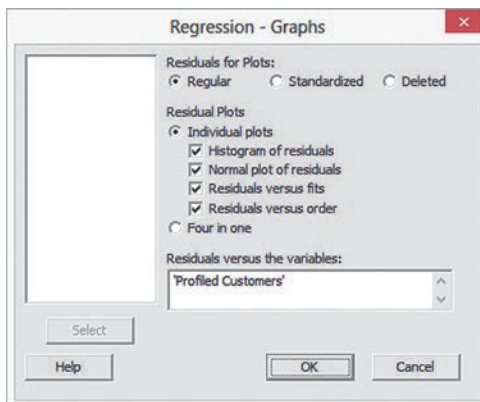 Regression - Graphs
Residuals for Plots:
Regular Standardized Deleted
Residual Plots
Individual plots
Histogram of residuals
Normal plot of residuals
Residuals versus fits
Residuals versus order
Four in one
Residuals versus the variables:
'Profiled Customers'
Select
Help OK Cancel